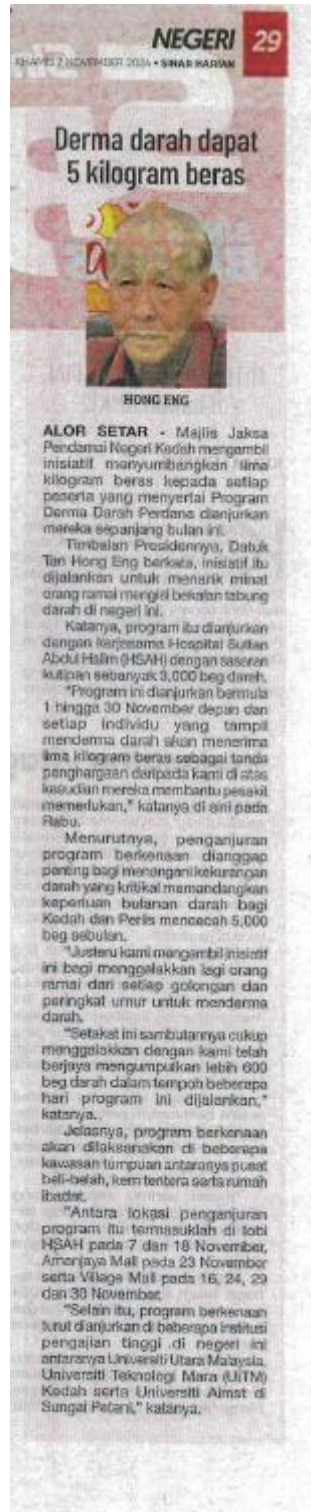 NEGERI 29
KHAMIS 7 NOVEMBER 2024 • SINAR HARIAN
Derma darah dapat
5 kilogram beras
HONG ENG
ALOR SETAR - Majlis Jaksa
Pendamai Negeri Kedah mengambil
inisiatif menyumbangkan lima
kilogram beras kepada setiap
peserta yang menyertai Program
Derma Darah Perdana dianjurkan
mereka sepanjang bulan ini.
Timbalan Presidennya, Datuk
Tan Hong Eng berkata, inisiatif itu
dijalankan untuk menarik minat
orang ramai mengisi bekalan tabung
darah di negeri ini.
Katanya, program itu dianjurkan
dengan kerjasama Hospital Sultan
Abdul Halim (HSAH) dengan sasaran
kutipan sebanyak 3,000 beg darah.
"Program ini dianjurkan bermula
1 hingga 30 November depan dan
setiap individu yang tampil
menderma darah akan menerima
lima kilogram beras sebagai tanda
penghargaan daripada kami di atas
kesudian mereka membantu pesakit
memerlukan," katanya di sini pada
Rabu.
Menurutnya, penganjuran
program berkenaan dianggap
penting bagi menangani kekurangan
darah yang kritikal memandangkan
keperluan bulanan darah bagi
Kedah dan Perlis mencecah 5,000
beg sebulan.
"Justeru kami mengambil inisiatif
ini bagi menggalakkan lagi orang
ramai dari setiap golongan dan
peringkat umur untuk menderma
darah.
"Setakat ini sambutannya cukup
menggalakkan dengan kami telah
berjaya mengumpulkan lebih 600
beg darah dalam tempoh beberapa
hari program ini dijalankan,"
katanya.
Jelasnya, program berkenaan
akan dilaksanakan di beberapa
kawasan tumpuan antaranya pusat
beli-belah, kem tentera serta rumah
ibadat.
"Antara lokasi penganjuran
program itu termasuklah di lobi
HSAH pada 7 dan 18 November,
Amanjaya Mall pada 23 November
serta Village Mall pada 16, 24, 29
dan 30 November.
"Selain itu, program berkenaan
turut dianjurkan di beberapa institusi
pengajian tinggi di negeri ini
antaranya Universiti Utara Malaysia,
Universiti Teknologi Mara (UiTM)
Kedah serta Universiti Aimst di
Sungai Petani," katanya.